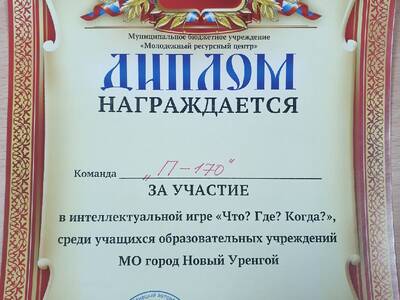 Муниципальное бюджетное учреждение
«Молодежный ресурсный центр»
ДИПЛОМ
НАГРАЖДАЕТСЯ
Команда „П-170“
ЗА УЧАСТИЕ
в интеллектуальной игре «Что? Где? Когда?»,
среди учащихся образовательных учреждений
МО город Новый Уренгой